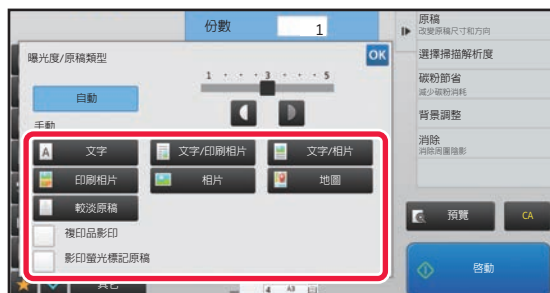 份數 1
曝光度/原稿類型
OK
1 3 5
自動
手動
A 文字
文字/印刷相片
文字/相片
印刷相片
相片
地圖
較淡原稿
複印品影印
影印螢光標記原稿
其它
4 A3
原稿
改變原稿尺寸和方向
選擇掃描解析度
碳粉節省
減少碳粉消耗
背景調整
消除
消除周圍陰影
預覽
CA
啓動